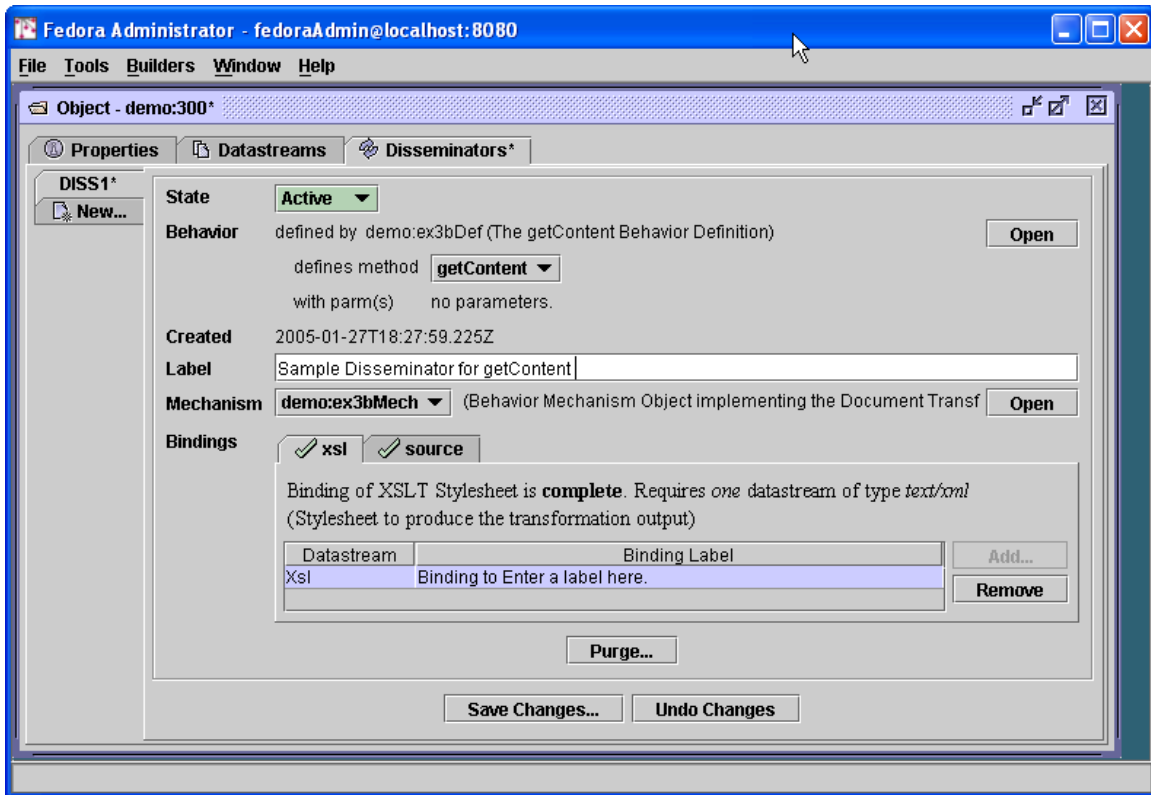 Fedora Administrator - fedoraAdmin@localhost:8080
File Tools Builders Window Help
Object - demo:300*
Properties Datastreams Disseminators*
DISS1*
New...
State Active
Behavior defined by demo:ex3bDef (The getContent Behavior Definition) Open
defines method getContent
with parm(s) no parameters.
Created 2005-01-27T18:27:59.225Z
Label Sample Disseminator for getContent
Mechanism demo:ex3bMech (Behavior Mechanism Object implementing the Document Transf Open
Bindings xsl source
Binding of XSLT Stylesheet is complete. Requires one datastream of type text/xml
(Stylesheet to produce the transformation output)
Datastream Binding Label Add...
Xsl Binding to Enter a label here.
Remove
Purge...
Save Changes... Undo Changes